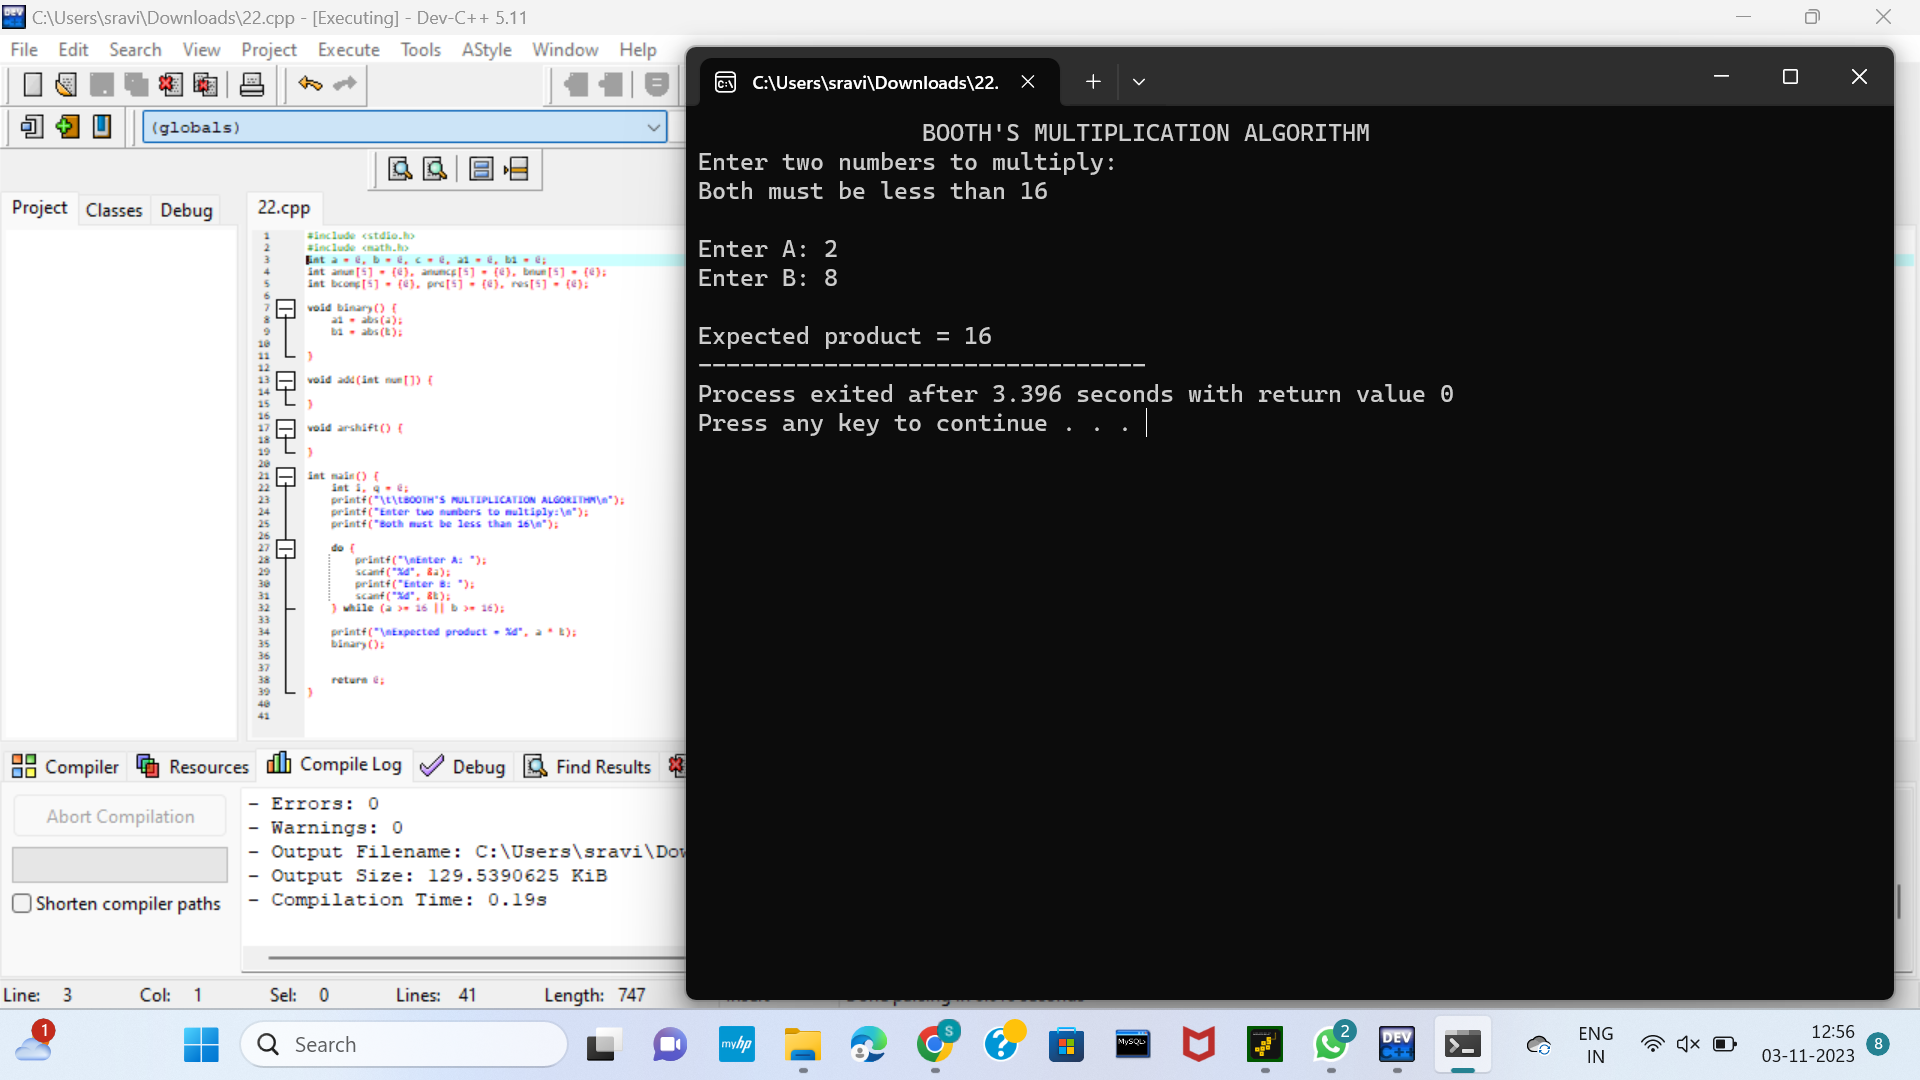 C:\Users\sravi\Downloads\22.cpp - [Executing] - Dev-C++ 5.11
File Edit Search View Project Execute Tools AStyle Window Help
(globals)
Project Classes Debug
22.cpp
1 #include <stdio.h>
2 #include <math.h>
3 int a = 0, b = 0, c = 0, a1 = 0, b1 = 0;
4 int anum[5] = {0}, anumcp[5] = {0}, bnum[5] = {0};
5 int bcomp[5] = {0}, pro[5] = {0}, res[5] = {0};
6
7 void binary() {
8 a1 = abs(a);
9 b1 = abs(b);
10
11 }
12
13 void add(int num[]) {
14
15 }
16
17 void arshift() {
18
19 }
20
21 int main() {
22 int i, q = 0;
23 printf("\t\tBOOTH'S MULTIPLICATION ALGORITHM\n");
24 printf("Enter two numbers to multiply:\n");
25 printf("Both must be less than 16\n");
26
27 do {
28 printf("\nEnter A: ");
29 scanf("%d", &a);
30 printf("Enter B: ");
31 scanf("%d", &b);
32 } while (a >= 16 || b >= 16);
33
34 printf("\nExpected product = %d", a * b);
35 binary();
36
37
38 return 0;
39 }
40
41
Compiler Resources Compile Log Debug Find Results
Abort Compilation
Shorten compiler paths
- Errors: 0
- Warnings: 0
- Output Filename: C:\Users\sravi\Dow
- Output Size: 129.5390625 KiB
- Compilation Time: 0.19s
Line: 3 Col: 1 Sel: 0 Lines: 41 Length: 747
C:\Users\sravi\Downloads\22.
BOOTH'S MULTIPLICATION ALGORITHM
Enter two numbers to multiply:
Both must be less than 16
Enter A: 2
Enter B: 8
Expected product = 16
--------------------------------
Process exited after 3.396 seconds with return value 0
Press any key to continue . . .
1
Search
myhp
S
MySQL
2
DEV
C++
ENG
IN
12:56
03-11-2023
8